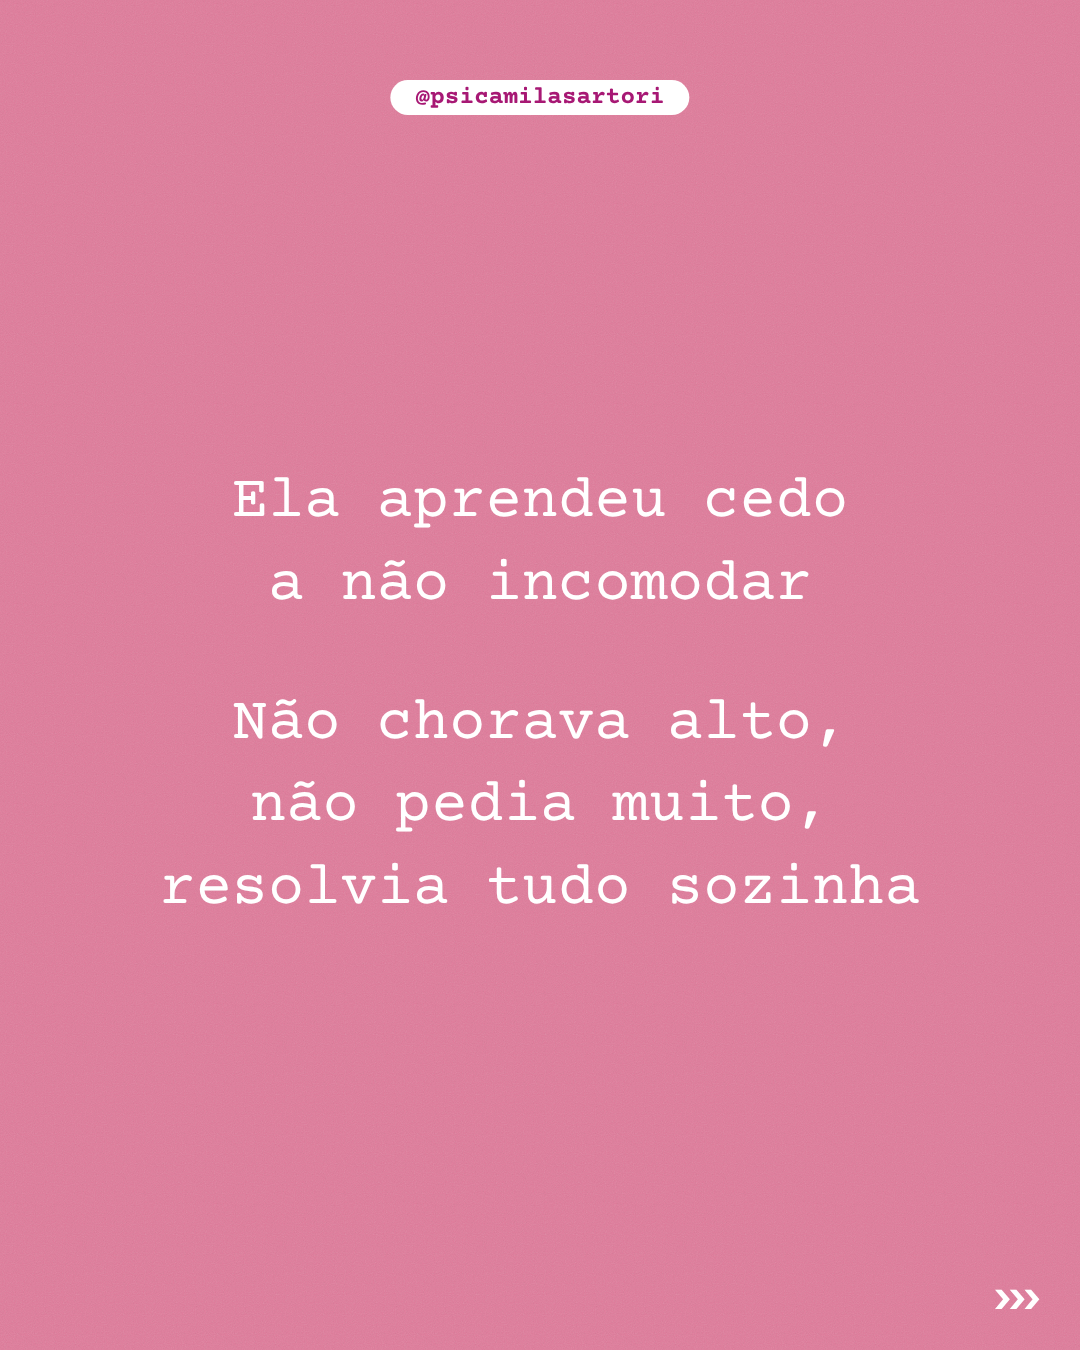 @psicamilasartori
Ela aprendeu cedo
a não incomodar
Não chorava alto,
não pedia muito,
resolvia tudo sozinha